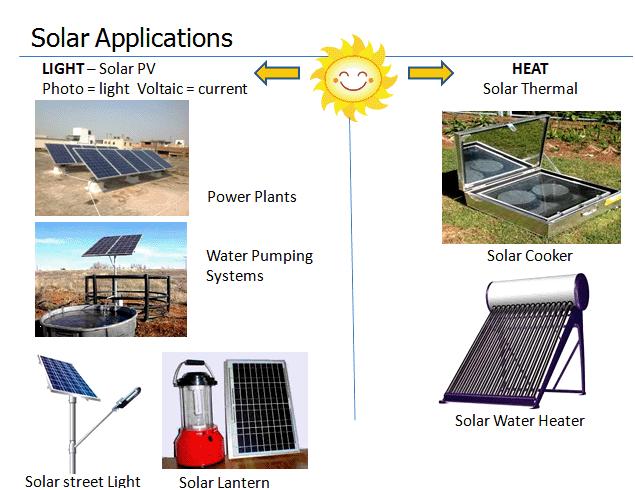 Solar Applications
LIGHT – Solar PV
Photo = light  Voltaic = current
HEAT
Solar Thermal
Power Plants
Water Pumping
Systems
Solar street Light
Solar Lantern
Solar Cooker
Solar Water Heater